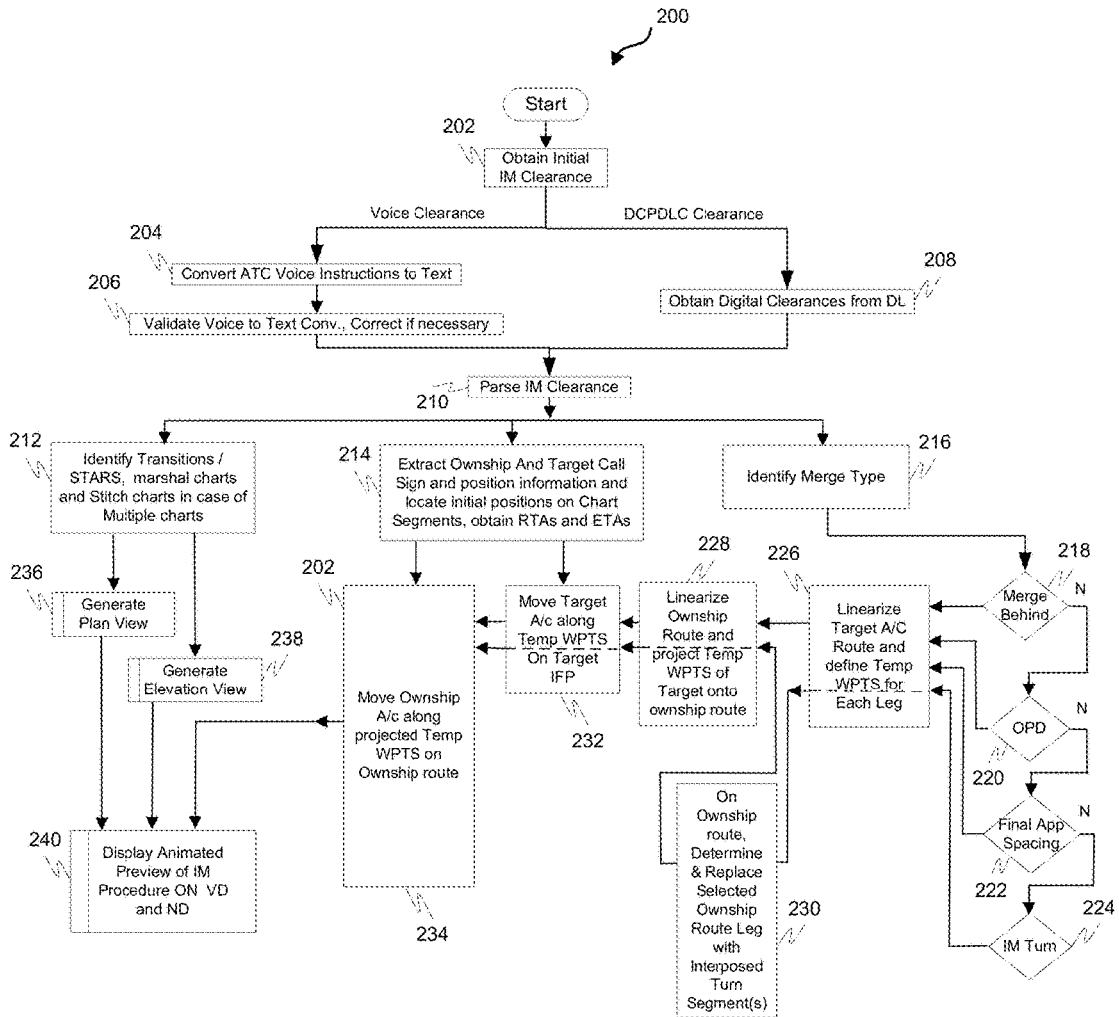 200
Start
202
Obtain Initial
IM Clearance
Voice Clearance
DCPDLC Clearance
204
Convert ATC Voice Instructions to Text
206
Validate Voice to Text Conv., Correct if necessary
208
Obtain Digital Clearances from DL
Parse IM Clearance
210
212
Identify Transitions /
STARS, marshal charts
and Stitch charts in case of
Multiple charts
214
Extract Ownship And Target Call
Sign and position information and
locate initial positions on Chart
Segments, obtain RTAs and ETAs
216
Identify Merge Type
218
Merge
Behind
N
236
Generate
Plan View
238
Generate
Elevation View
202
Move Ownship
A/c along
projected Temp
WPTS on
Ownship route
234
Move Target
A/c along
Temp WPTS
On Target
IFP
232
228
Linearize
Ownship
Route and
project Temp
WPTS of
Target onto
ownship route
226
Linearize
Target A/C
Route and
define Temp
WPTS for
Each Leg
OPD
N
220
Final App
Spacing
N
222
IM Turn
224
On
Ownship
route,
Determine
& Replace
Selected
Ownship
Route Leg
with
Interposed
Turn
Segment(s)
230
240
Display Animated
Preview of IM
Procedure ON VD
and ND